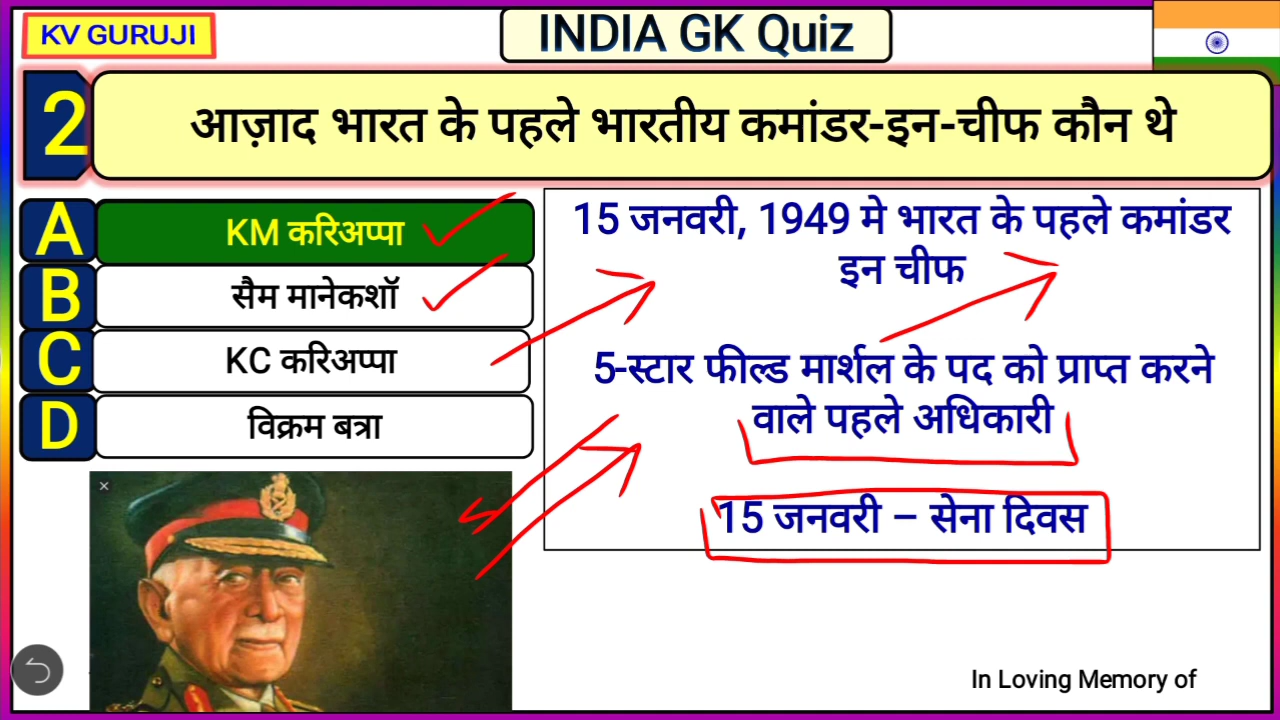 KV GURUJI
INDIA GK Quiz
2
आज़ाद भारत के पहले भारतीय कमांडर-इन-चीफ कौन थे
A
KM करिअप्पा
B
सैम मानेकशॉ
C
KC करिअप्पा
D
विक्रम बत्रा
15 जनवरी, 1949 मे भारत के पहले कमांडर
इन चीफ
5-स्टार फील्ड मार्शल के पद को प्राप्त करने
वाले पहले अधिकारी
15 जनवरी – सेना दिवस
In Loving Memory of